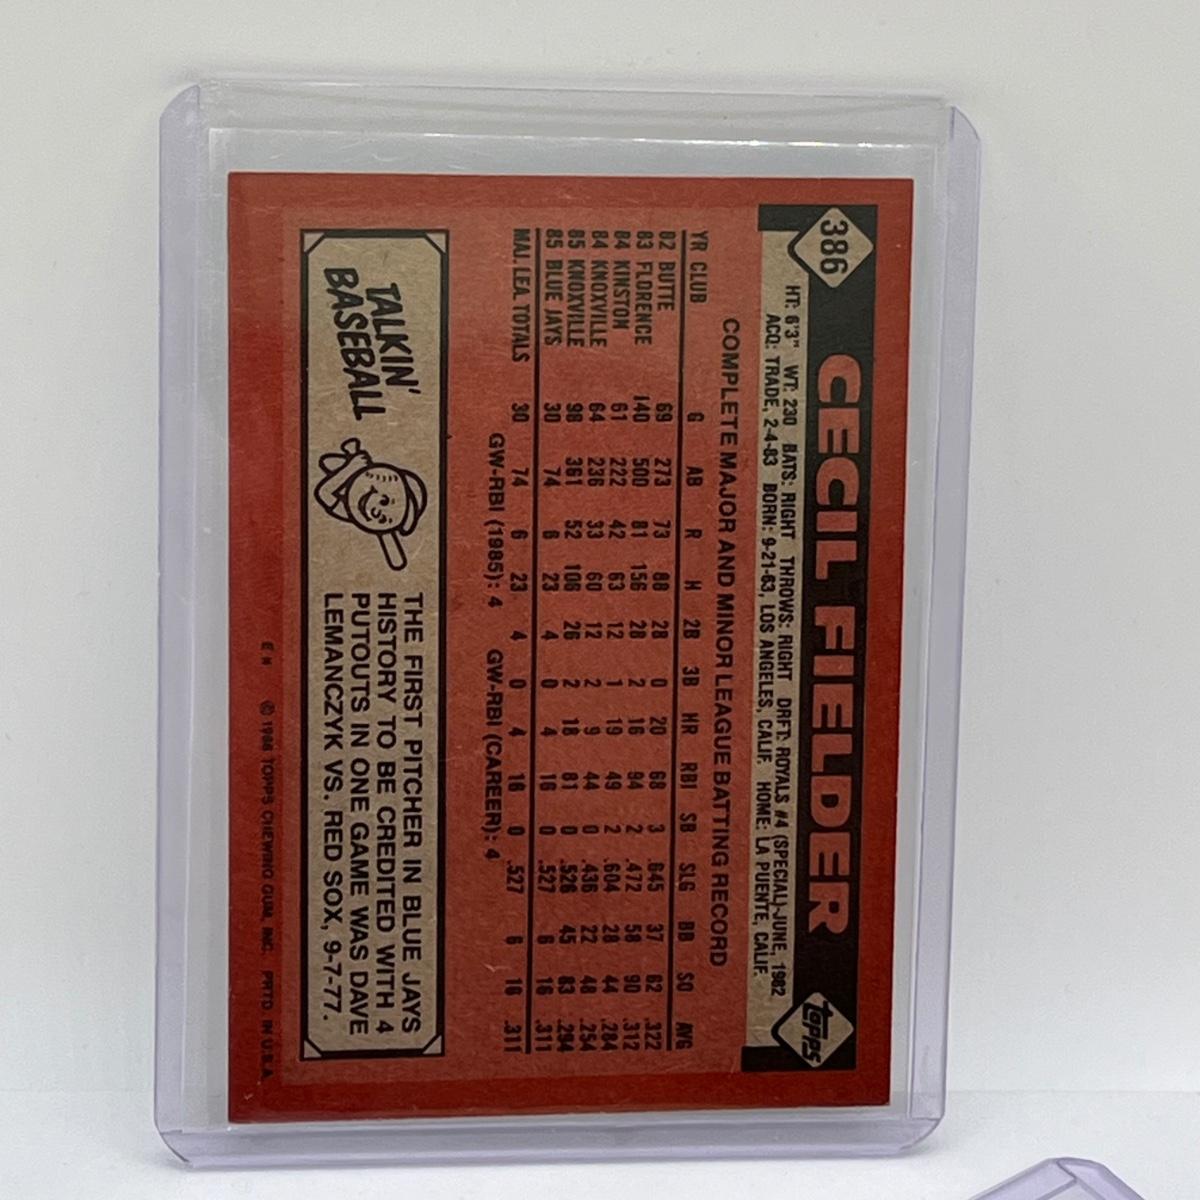 386 CECIL FIELDER topps
HT: 6'3" WT: 230 BATS: RIGHT THROWS: RIGHT DRFT: ROYALS #4 (SPECIAL)-JUNE, 1982
ACQ: TRADE, 2-4-83 BORN: 9-21-63, LOS ANGELES, CALIF. HOME: LA PUENTE, CALIF.
COMPLETE MAJOR AND MINOR LEAGUE BATTING RECORD
YR CLUB G AB R H 2B 3B HR RBI SB SLG BB SO AVG
82 BUTTE 69 273 73 88 28 0 20 68 3 .645 37 62 .322
83 FLORENCE 140 500 81 156 28 2 16 94 2 .472 58 90 .312
84 KINSTON 61 222 42 63 12 1 19 49 2 .604 28 44 .284
84 KNOXVILLE 64 236 33 60 12 2 9 44 0 .436 22 48 .254
85 KNOXVILLE 98 361 52 106 26 2 18 81 0 .526 45 83 .294
85 BLUE JAYS 30 74 6 23 4 0 4 16 0 .527 6 16 .311
MAJ. LEA. TOTALS 30 74 6 23 4 0 4 16 0 .527 6 16 .311
GW-RBI (1985): 4 GW-RBI (CAREER): 4
TALKIN'
BASEBALL
THE FIRST PITCHER IN BLUE JAYS
HISTORY TO BE CREDITED WITH 4
PUTOUTS IN ONE GAME WAS DAVE
LEMANCZYK VS. RED SOX, 9-7-77.
© 1986 TOPPS CHEWING GUM, INC. PRTD. IN U.S.A.